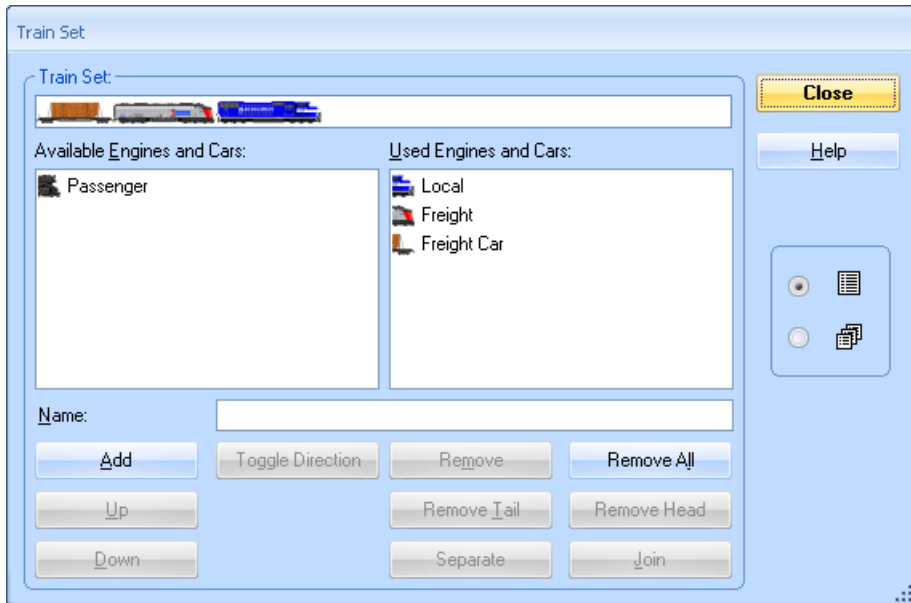 Train Set
Train Set:
Close
Available Engines and Cars:
Used Engines and Cars:
Help
Passenger
Local
Freight
Freight Car
Name:
Add
Toggle Direction
Remove
Remove All
Up
Remove Tail
Remove Head
Down
Separate
Join